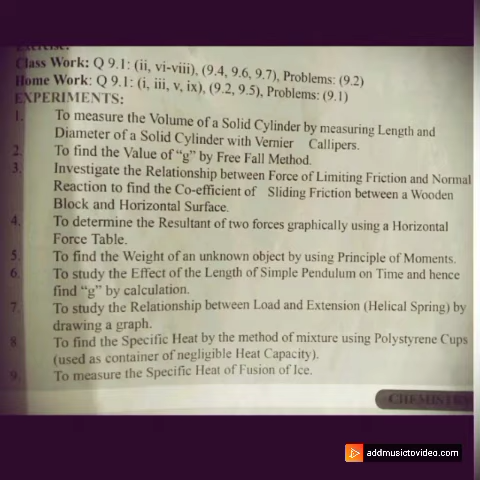 Exercise:
Class Work: Q 9.1: (ii, vi-viii), (9.4, 9.6, 9.7), Problems: (9.2)
Home Work: Q 9.1: (i, iii, v, ix), (9.2, 9.5), Problems: (9.1)
EXPERIMENTS:
1. To measure the Volume of a Solid Cylinder by measuring Length and
Diameter of a Solid Cylinder with Vernier Callipers.
2. To find the Value of "g" by Free Fall Method.
3. Investigate the Relationship between Force of Limiting Friction and Normal
Reaction to find the Co-efficient of Sliding Friction between a Wooden
Block and Horizontal Surface.
4. To determine the Resultant of two forces graphically using a Horizontal
Force Table.
5. To find the Weight of an unknown object by using Principle of Moments.
6. To study the Effect of the Length of Simple Pendulum on Time and hence
find "g" by calculation.
7. To study the Relationship between Load and Extension (Helical Spring) by
drawing a graph.
8. To find the Specific Heat by the method of mixture using Polystyrene Cups
(used as container of negligible Heat Capacity).
9. To measure the Specific Heat of Fusion of Ice.
CHEMISTRY
addmusictovideo.com